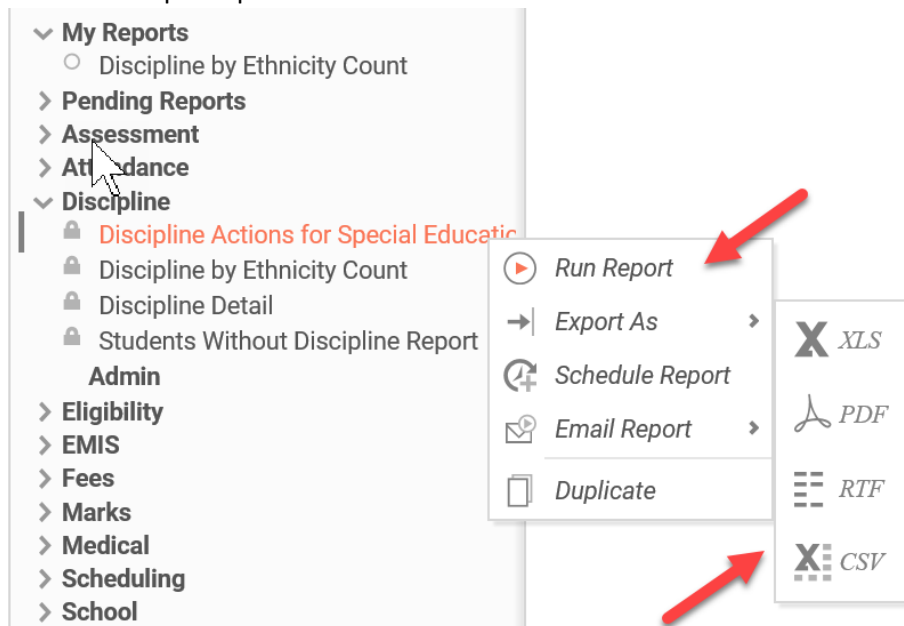 My Reports
Discipline by Ethnicity Count
Pending Reports
Assessment
Discipline
Discipline Actions for Special
Discipline by Ethnicity Count
Discipline Detail
Students Without Discipline Report
Admin
Eligibility
EMIS
Fees
Marks
Medical
Scheduling
School
Run Report
Export As
Schedule Report
Email Report
Duplicate
XLS
PDF
RTF
CSV